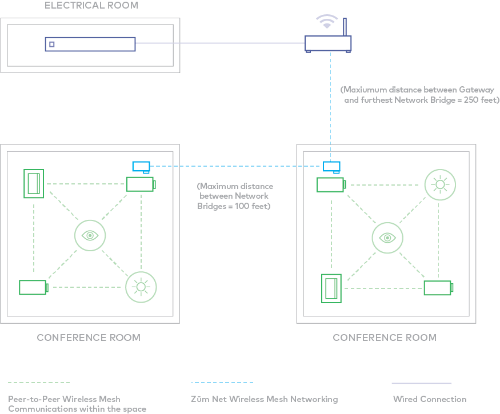 ELECTRICAL ROOM
(Maxiumum distance between Gateway
and furthest Network Bridge = 250 feet)
(Maximum distance
between Network
Bridges = 100 feet)
CONFERENCE ROOM
CONFERENCE ROOM
Peer-to-Peer Wireless Mesh
Communications within the space
Zūm Net Wireless Mesh Networking
Wired Connection